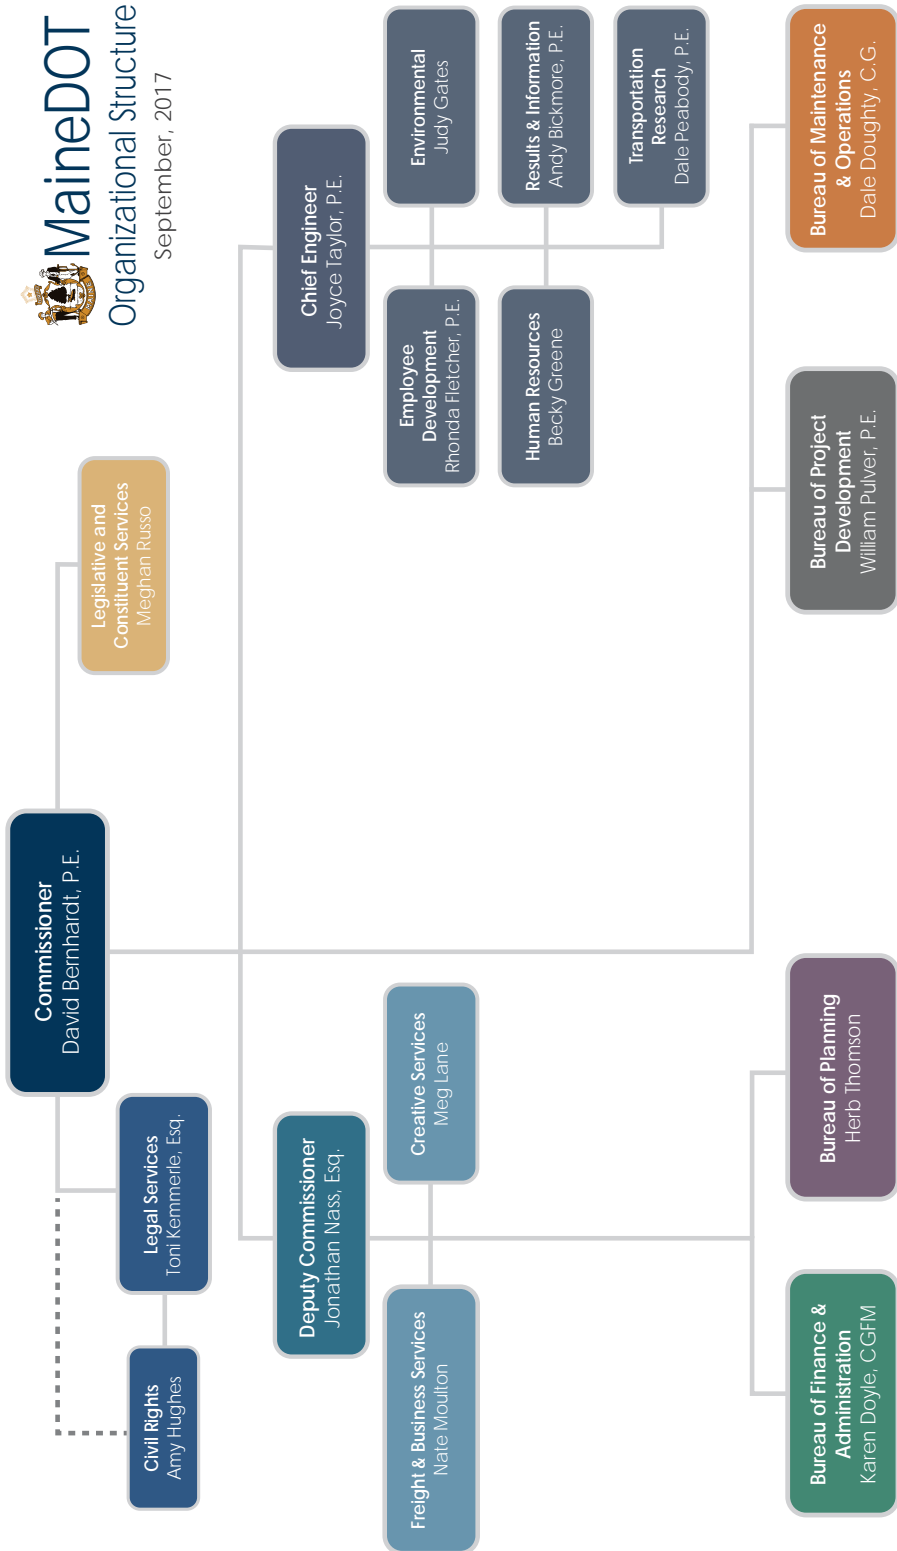 MaineDOT
Organizational Structure
September, 2017
Commissioner
David Bernhardt, P.E.
Legislative and
Constituent Services
Meghan Russo
Civil Rights
Amy Hughes
Legal Services
Toni Kemmerle, Esq.
Deputy Commissioner
Jonathan Nass, Esq.
Chief Engineer
Joyce Taylor, P.E.
Freight & Business Services
Nate Moulton
Creative Services
Meg Lane
Employee
Development
Rhonda Fletcher, P.E.
Environmental
Judy Gates
Human Resources
Becky Greene
Results & Information
Andy Bickmore, P.E.
Transportation
Research
Dale Peabody, P.E.
Bureau of Finance &
Administration
Karen Doyle, CGFM
Bureau of Planning
Herb Thomson
Bureau of Project
Development
William Pulver, P.E.
Bureau of Maintenance
& Operations
Dale Doughty, C.G.